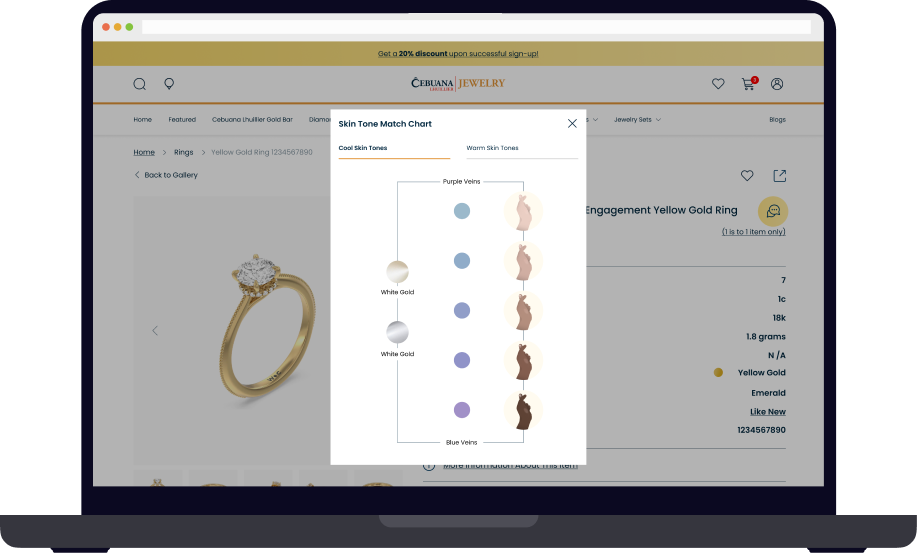 Get a 20% discount upon successful sign-up!
CEBUANA LHUILLIER JEWELRY
3
Home Featured Cebuana Lhuillier Gold Bar Jewelry Sets Blogs
Skin Tone Match Chart
Cool Skin Tones Warm Skin Tones
Home > Rings > Yellow Gold Ring 1234567890
Back to Gallery
Purple Veins
Engagement Yellow Gold Ring
(1 is to 1 item only)
White Gold
White Gold
Blue Veins
7
1c
18k
1.8 grams
N /A
Yellow Gold
Emerald
Like New
1234567890
More Information About This Item